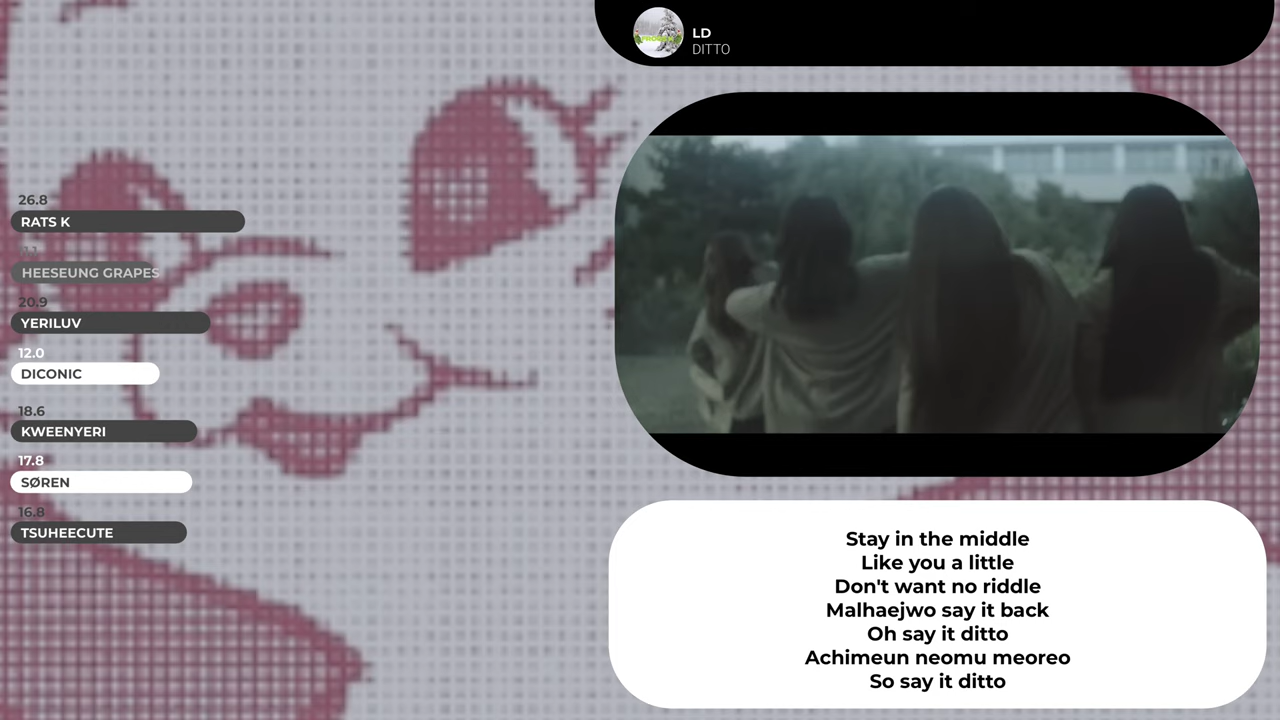 LD
DITTO
26.8
RATS K
HEESEUNG GRAPES
20.9
YERILUV
12.0
DICONIC
18.6
KWEENYERI
17.8
SØREN
16.8
TSUHEECUTE
Stay in the middle
Like you a little
Don't want no riddle
Malhaejwo say it back
Oh say it ditto
Achimeun neomu meoreo
So say it ditto